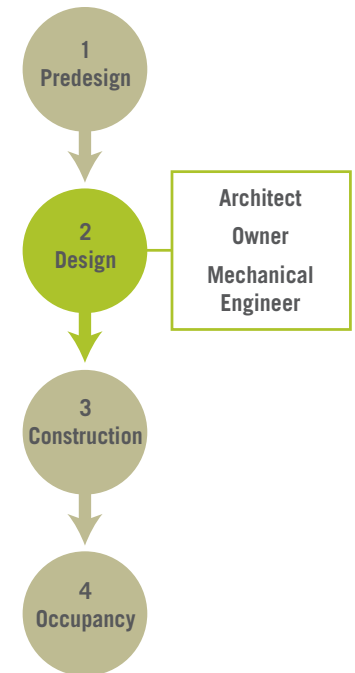 1
Predesign
2
Design
Architect
Owner
Mechanical
Engineer
3
Construction
4
Occupancy